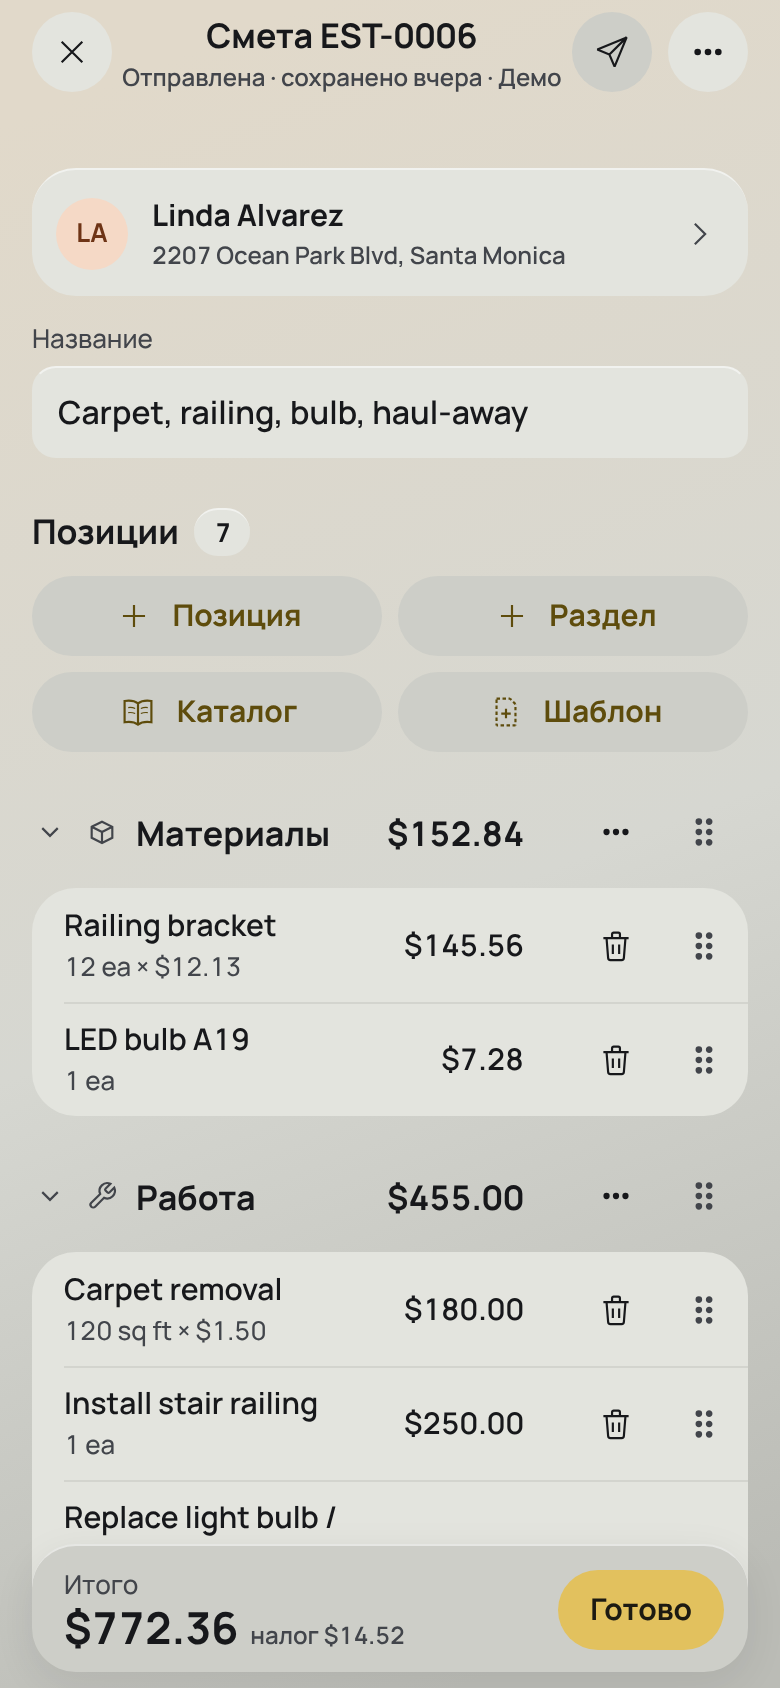 Смета EST-0006
Отправлена · сохранено вчера · Демо
LA
Linda Alvarez
2207 Ocean Park Blvd, Santa Monica
Название
Carpet, railing, bulb, haul-away
Позиции 7
Позиция
Раздел
Каталог
Шаблон
Материалы $152.84
Railing bracket
12 ea × $12.13
$145.56
LED bulb A19
1 ea
$7.28
Работа $455.00
Carpet removal
120 sq ft × $1.50
$180.00
Install stair railing
1 ea
$250.00
Replace light bulb /
Итого
$772.36 налог $14.52
Готово